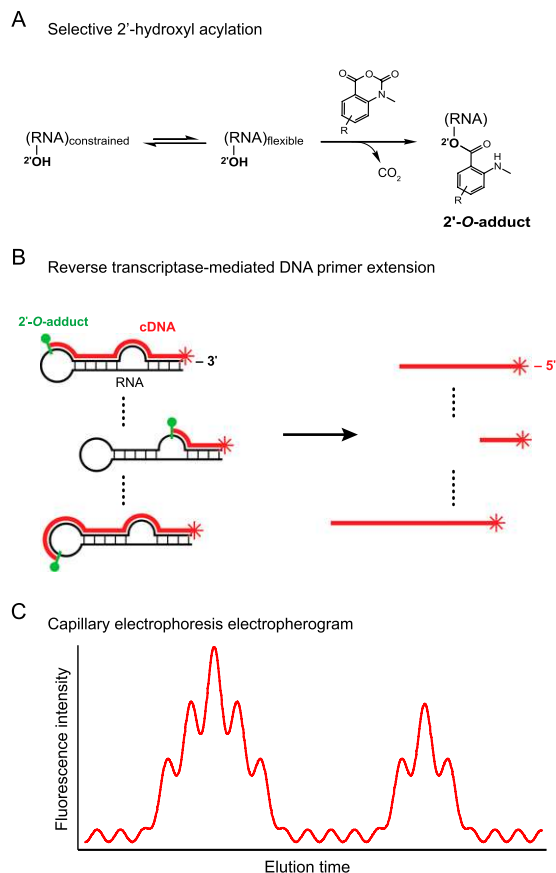 A
Selective 2'-hydroxyl acylation
(RNA)constrained
2'OH
(RNA)flexible
2'OH
O O O
N
R
CO2
(RNA)
2'O O
H
N
R
2'-O-adduct
B
Reverse transcriptase-mediated DNA primer extension
2'-O-adduct
cDNA
– 3'
RNA
– 5'
C
Capillary electrophoresis electropherogram
Fluorescence intensity
Elution time